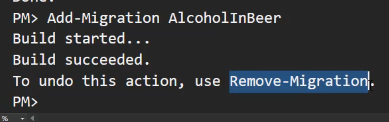 PM> Add-Migration AlcoholInBeer
Build started...
Build succeeded.
To undo this action, use Remove-Migration.
PM>
%